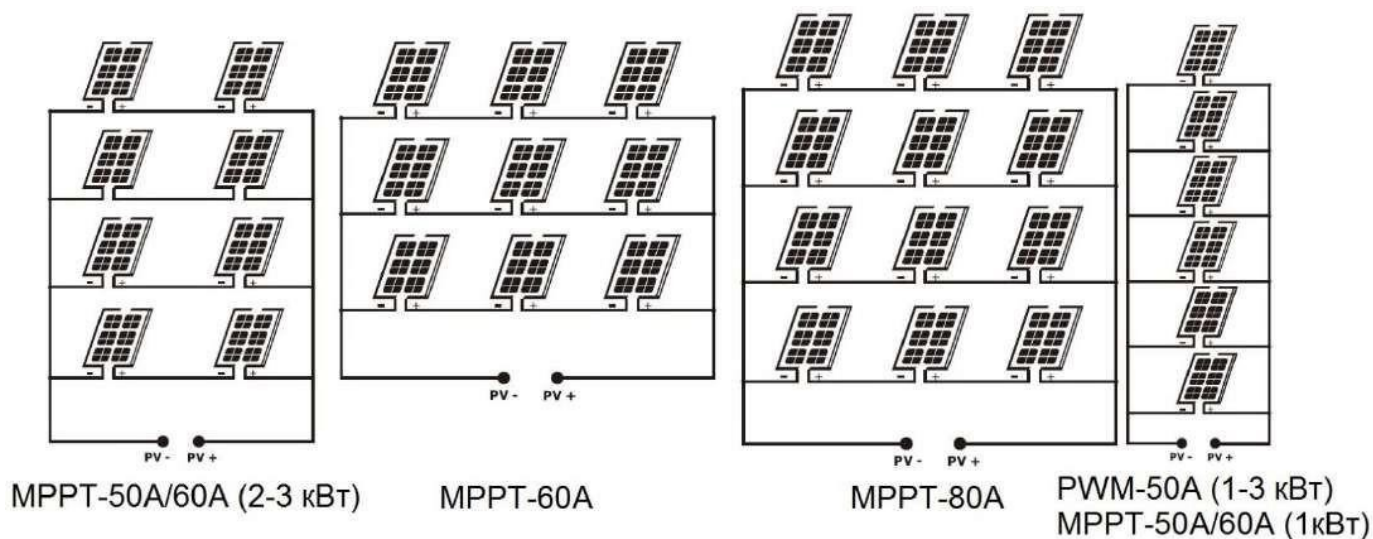 PV - PV +
PV - PV +
PV - PV +
PV - PV +
MPPT-50A/60A (2-3 кВт)
MPPT-60A
MPPT-80A
PWM-50A (1-3 кВт)
MPPT-50A/60A (1кВт)